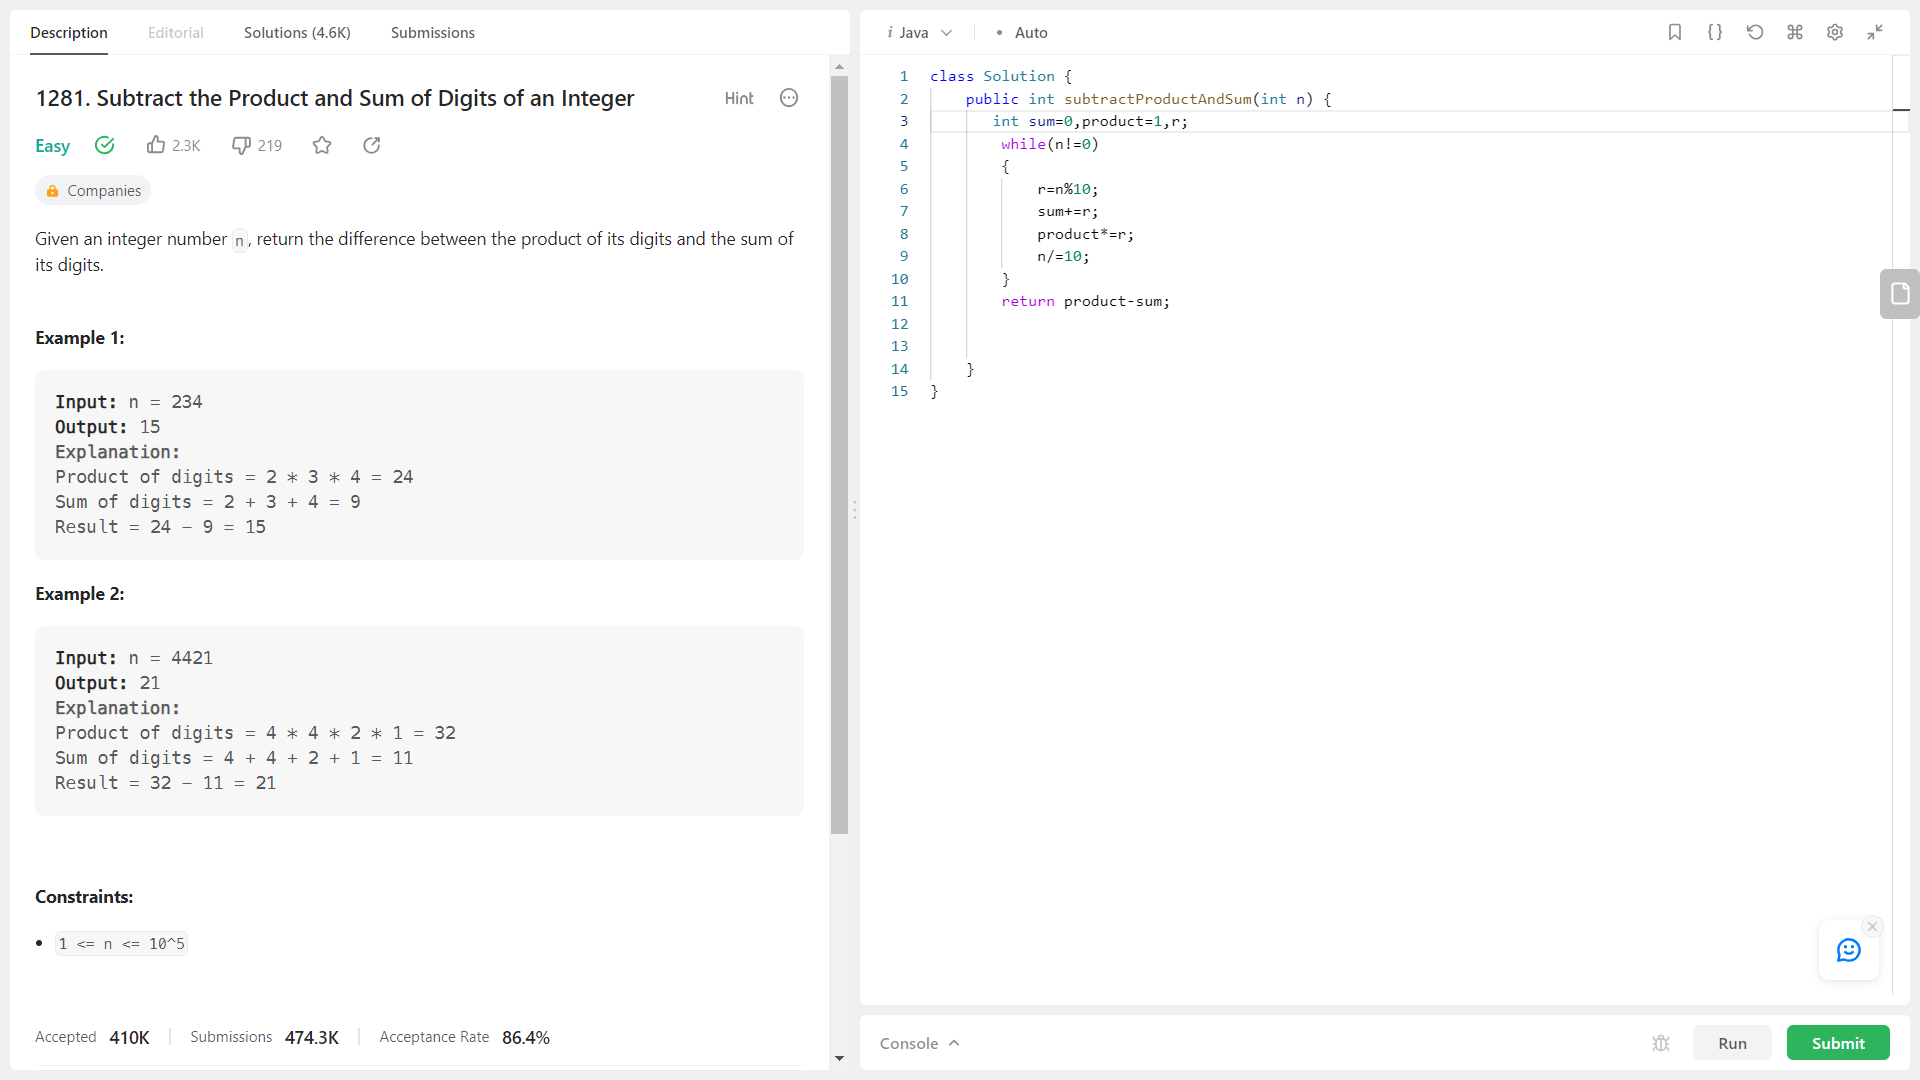 Description Editorial Solutions (4.6K) Submissions
1281. Subtract the Product and Sum of Digits of an Integer Hint
Easy 2.3K 219
Companies
Given an integer number n, return the difference between the product of its digits and the sum of
its digits.
Example 1:
Input: n = 234
Output: 15
Explanation:
Product of digits = 2 * 3 * 4 = 24
Sum of digits = 2 + 3 + 4 = 9
Result = 24 - 9 = 15
Example 2:
Input: n = 4421
Output: 21
Explanation:
Product of digits = 4 * 4 * 2 * 1 = 32
Sum of digits = 4 + 4 + 2 + 1 = 11
Result = 32 - 11 = 21
Constraints:
• 1 <= n <= 10^5
Accepted 410K Submissions 474.3K Acceptance Rate 86.4%
i Java • Auto
1 class Solution {
2 public int subtractProductAndSum(int n) {
3 int sum=0,product=1,r;
4 while(n!=0)
5 {
6 r=n%10;
7 sum+=r;
8 product*=r;
9 n/=10;
10 }
11 return product-sum;
12
13
14 }
15 }
Console Run Submit